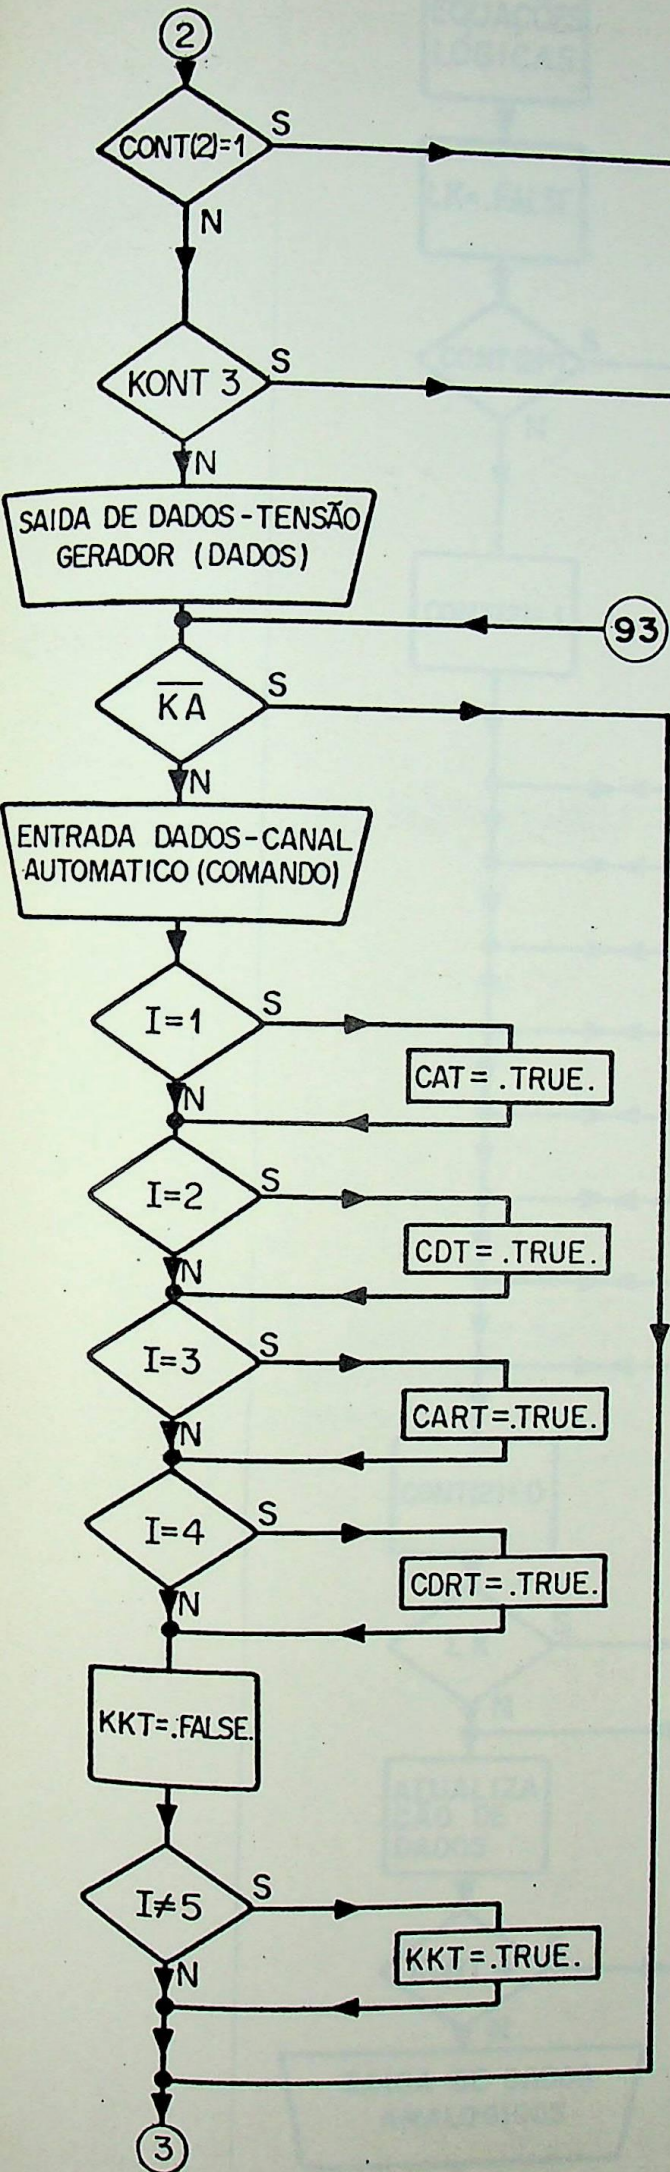 2
CONT(2)=1
S
N
KONT 3
S
N
SAIDA DE DADOS-TENSÃO
GERADOR (DADOS)
93
K̅A̅
S
N
ENTRADA DADOS-CANAL
AUTOMATICO (COMANDO)
I=1
S
CAT= .TRUE.
N
I=2
S
CDT= .TRUE.
N
I=3
S
CART=.TRUE.
N
I=4
S
CDRT=.TRUE.
N
KKT=.FALSE.
I≠5
S
KKT=.TRUE.
N
3